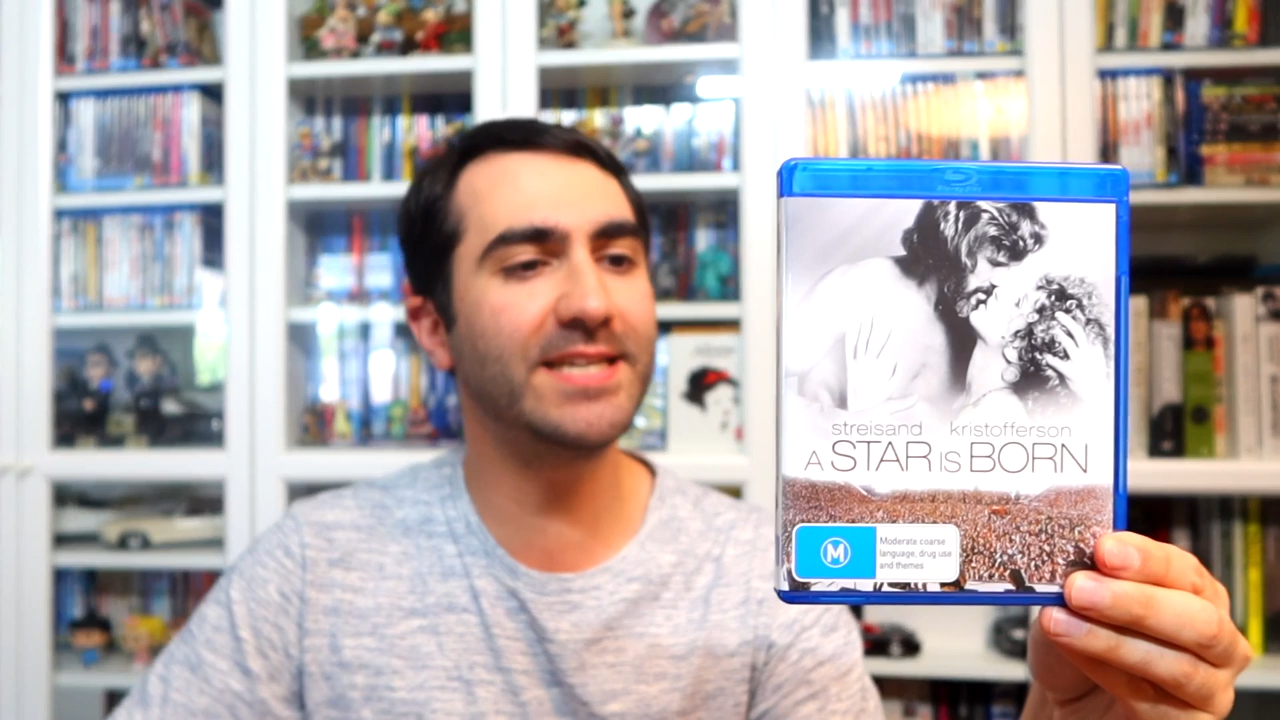 streisand kristofferson
A STAR IS BORN
M
Moderate coarse
language, drug use
and themes